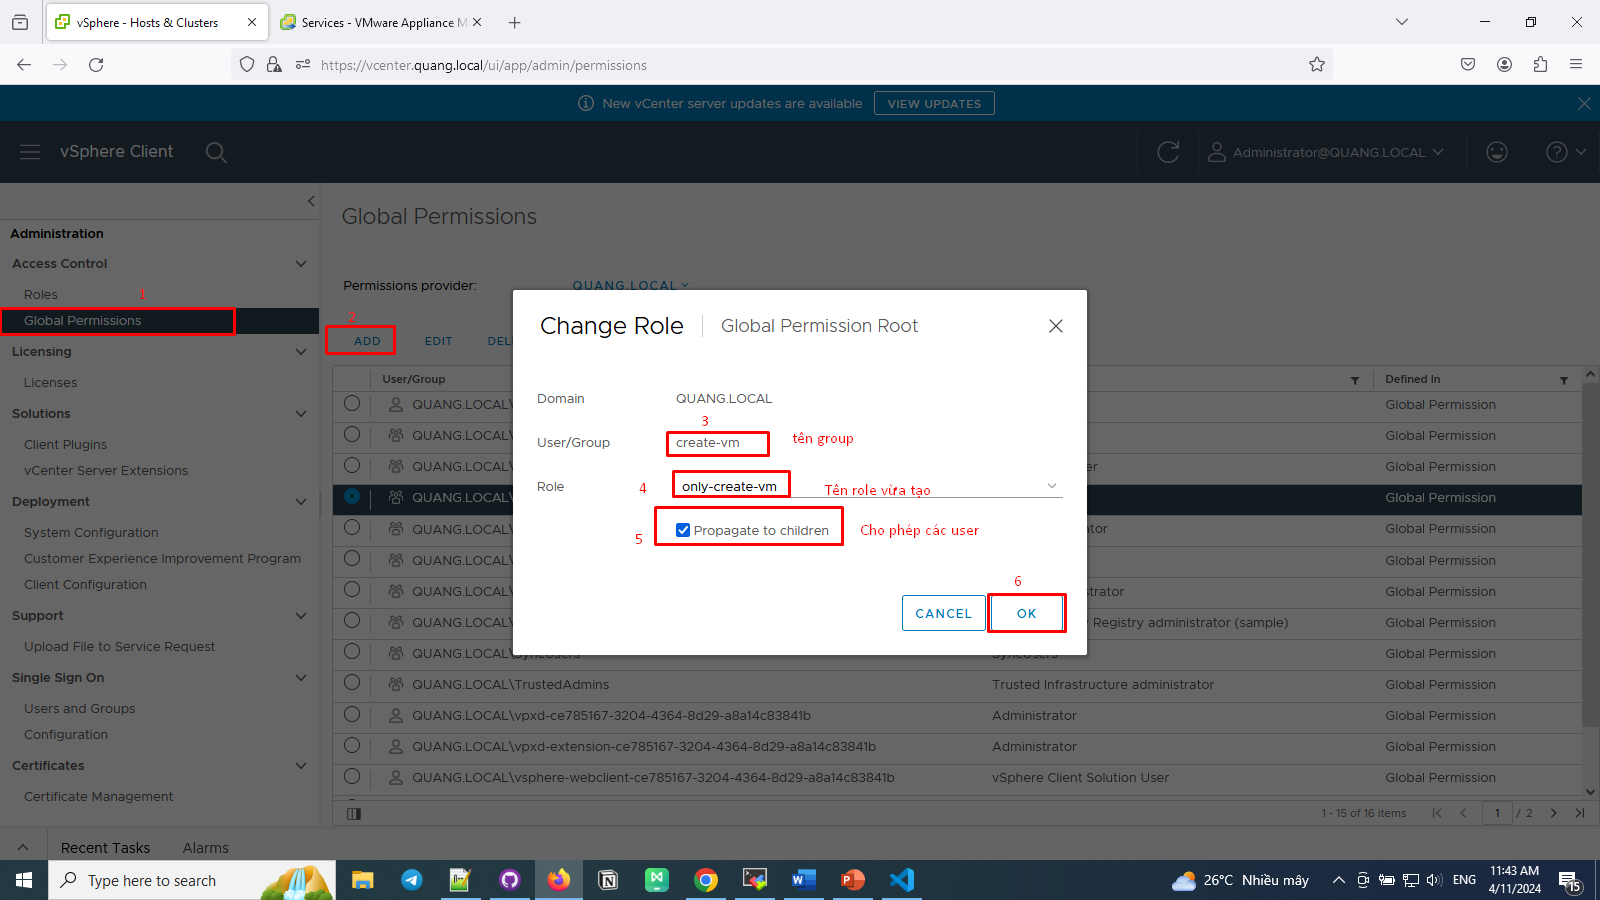 vSphere - Hosts & Clusters
Services - VMware Appliance M
https://vcenter.quang.local/ui/app/admin/permissions
New vCenter server updates are available
VIEW UPDATES
vSphere Client
Administrator@QUANG.LOCAL
Administration
Access Control
Roles
1
Global Permissions
Licensing
Licenses
Solutions
Client Plugins
vCenter Server Extensions
Deployment
System Configuration
Customer Experience Improvement Program
Client Configuration
Support
Upload File to Service Request
Single Sign On
Users and Groups
Configuration
Certificates
Certificate Management
Global Permissions
Permissions provider:
QUANG.LOCAL
2
ADD
EDIT
User/Group
Defined In
QUANG.LOCAL\
Global Permission
QUANG.LOCAL\
Global Permission
QUANG.LOCAL\
Global Permission
QUANG.LOCAL\
Global Permission
QUANG.LOCAL\
Global Permission
QUANG.LOCAL\
Global Permission
QUANG.LOCAL\
Global Permission
QUANG.LOCAL\
Registry administrator (sample)
Global Permission
QUANG.LOCAL\SyncUsers
SyncUsers
Global Permission
QUANG.LOCAL\TrustedAdmins
Trusted Infrastructure administrator
Global Permission
QUANG.LOCAL\vpxd-ce785167-3204-4364-8d29-a8a14c83841b
Administrator
Global Permission
QUANG.LOCAL\vpxd-extension-ce785167-3204-4364-8d29-a8a14c83841b
Administrator
Global Permission
QUANG.LOCAL\vsphere-webclient-ce785167-3204-4364-8d29-a8a14c83841b
vSphere Client Solution User
Global Permission
1 - 15 of 16 items
1 / 2
Change Role
Global Permission Root
Domain
QUANG.LOCAL
3
User/Group
create-vm
tên group
Role
4
only-create-vm
Tên role vừa tạo
5
Propagate to children
Cho phép các user
6
CANCEL
OK
Recent Tasks
Alarms
Type here to search
26°C Nhiều mây
ENG
11:43 AM
4/11/2024
15